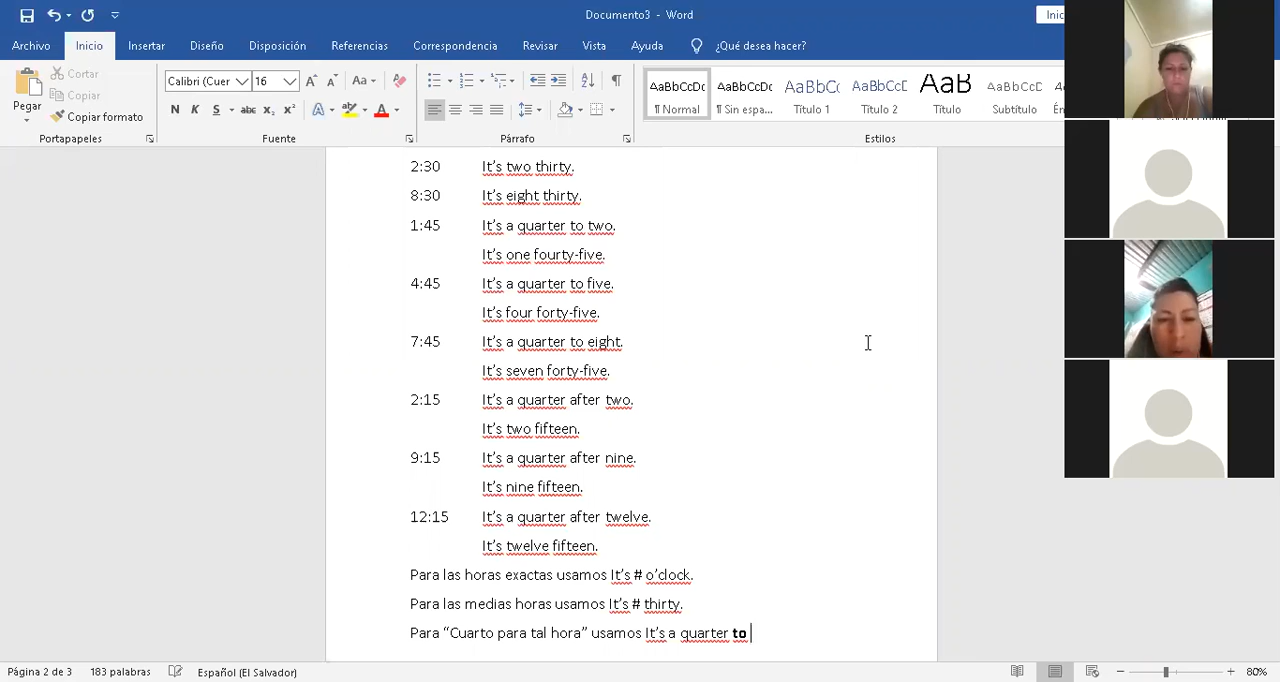 Documento3 - Word
Inic
Archivo Inicio Insertar Diseño Disposición Referencias Correspondencia Revisar Vista Ayuda ¿Qué desea hacer?
Pegar
Cortar
Copiar
Copiar formato
Portapapeles
Calibri (Cuer 16
N K S abc x₂ x²
Fuente
Párrafo
AaBbCcDc AaBbCcDc AaBbCc AaBbCcD AaB AaBbCcD
¶ Normal ¶ Sin espa... Título 1 Título 2 Título Subtítulo
Estilos
2:30 It's two thirty.
8:30 It's eight thirty.
1:45 It's a quarter to two.
It's one fourty-five.
4:45 It's a quarter to five.
It's four forty-five.
7:45 It's a quarter to eight.
It's seven forty-five.
2:15 It's a quarter after two.
It's two fifteen.
9:15 It's a quarter after nine.
It's nine fifteen.
12:15 It's a quarter after twelve.
It's twelve fifteen.
Para las horas exactas usamos It's # o'clock.
Para las medias horas usamos It's # thirty.
Para “Cuarto para tal hora” usamos It's a quarter to
Página 2 de 3 183 palabras Español (El Salvador) 80%